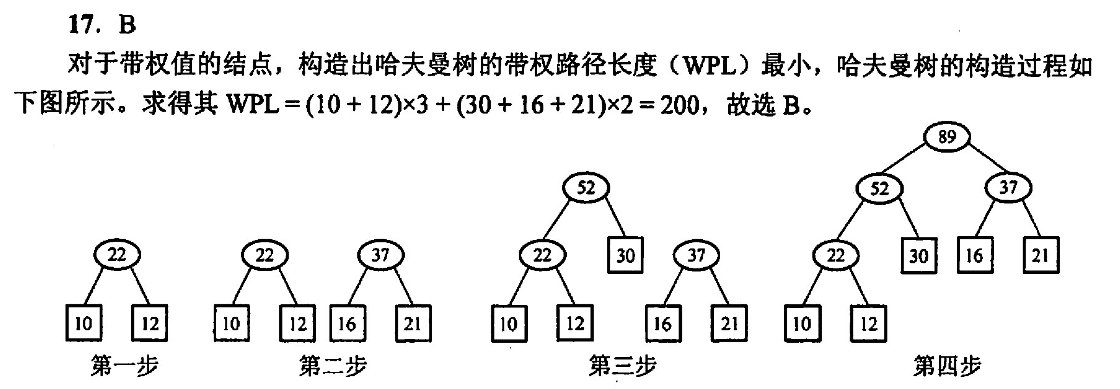 17. B
对于带权值的结点，构造出哈夫曼树的带权路径长度（WPL）最小，哈夫曼树的构造过程如
下图所示。求得其 WPL = (10 + 12)×3 + (30 + 16 + 21)×2 = 200，故选 B。
89
52 52 37
22 22 37 22 30 37 22 30 16 21
10 12 10 12 16 21 10 12 16 21 10 12
第一步 第二步 第三步 第四步